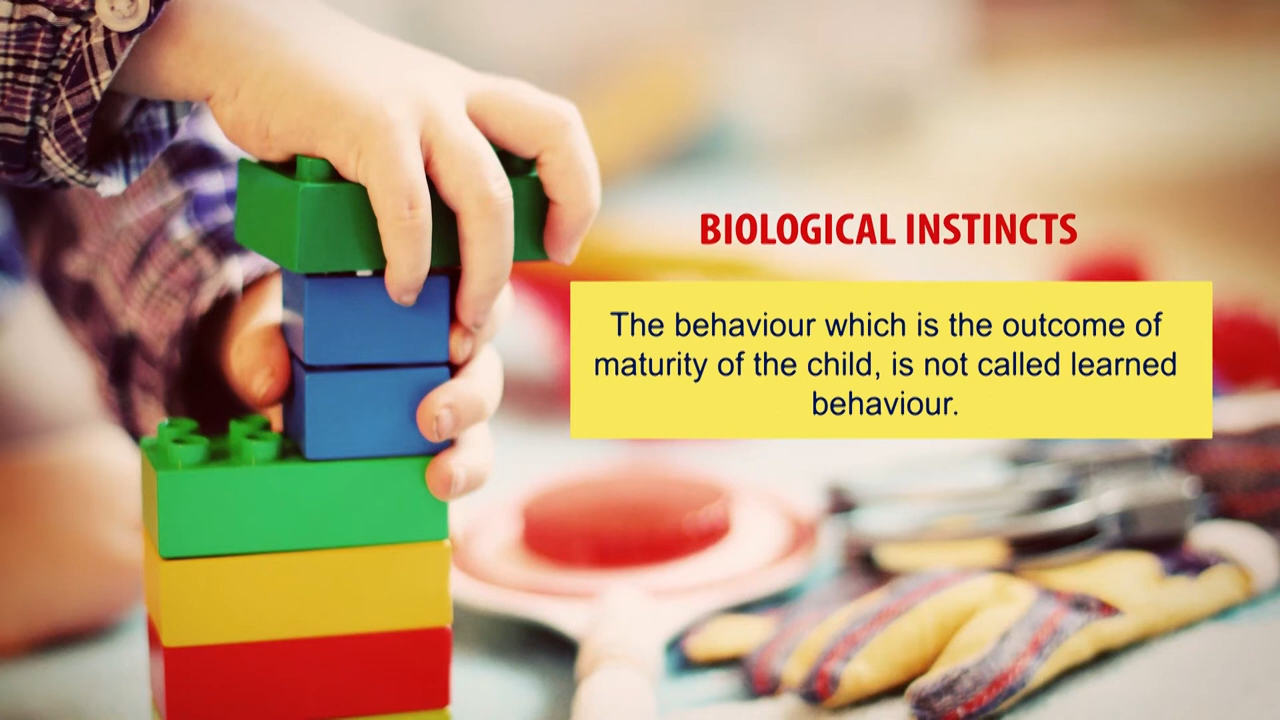 BIOLOGICAL INSTINCTS
The behaviour which is the outcome of
maturity of the child, is not called learned
behaviour.